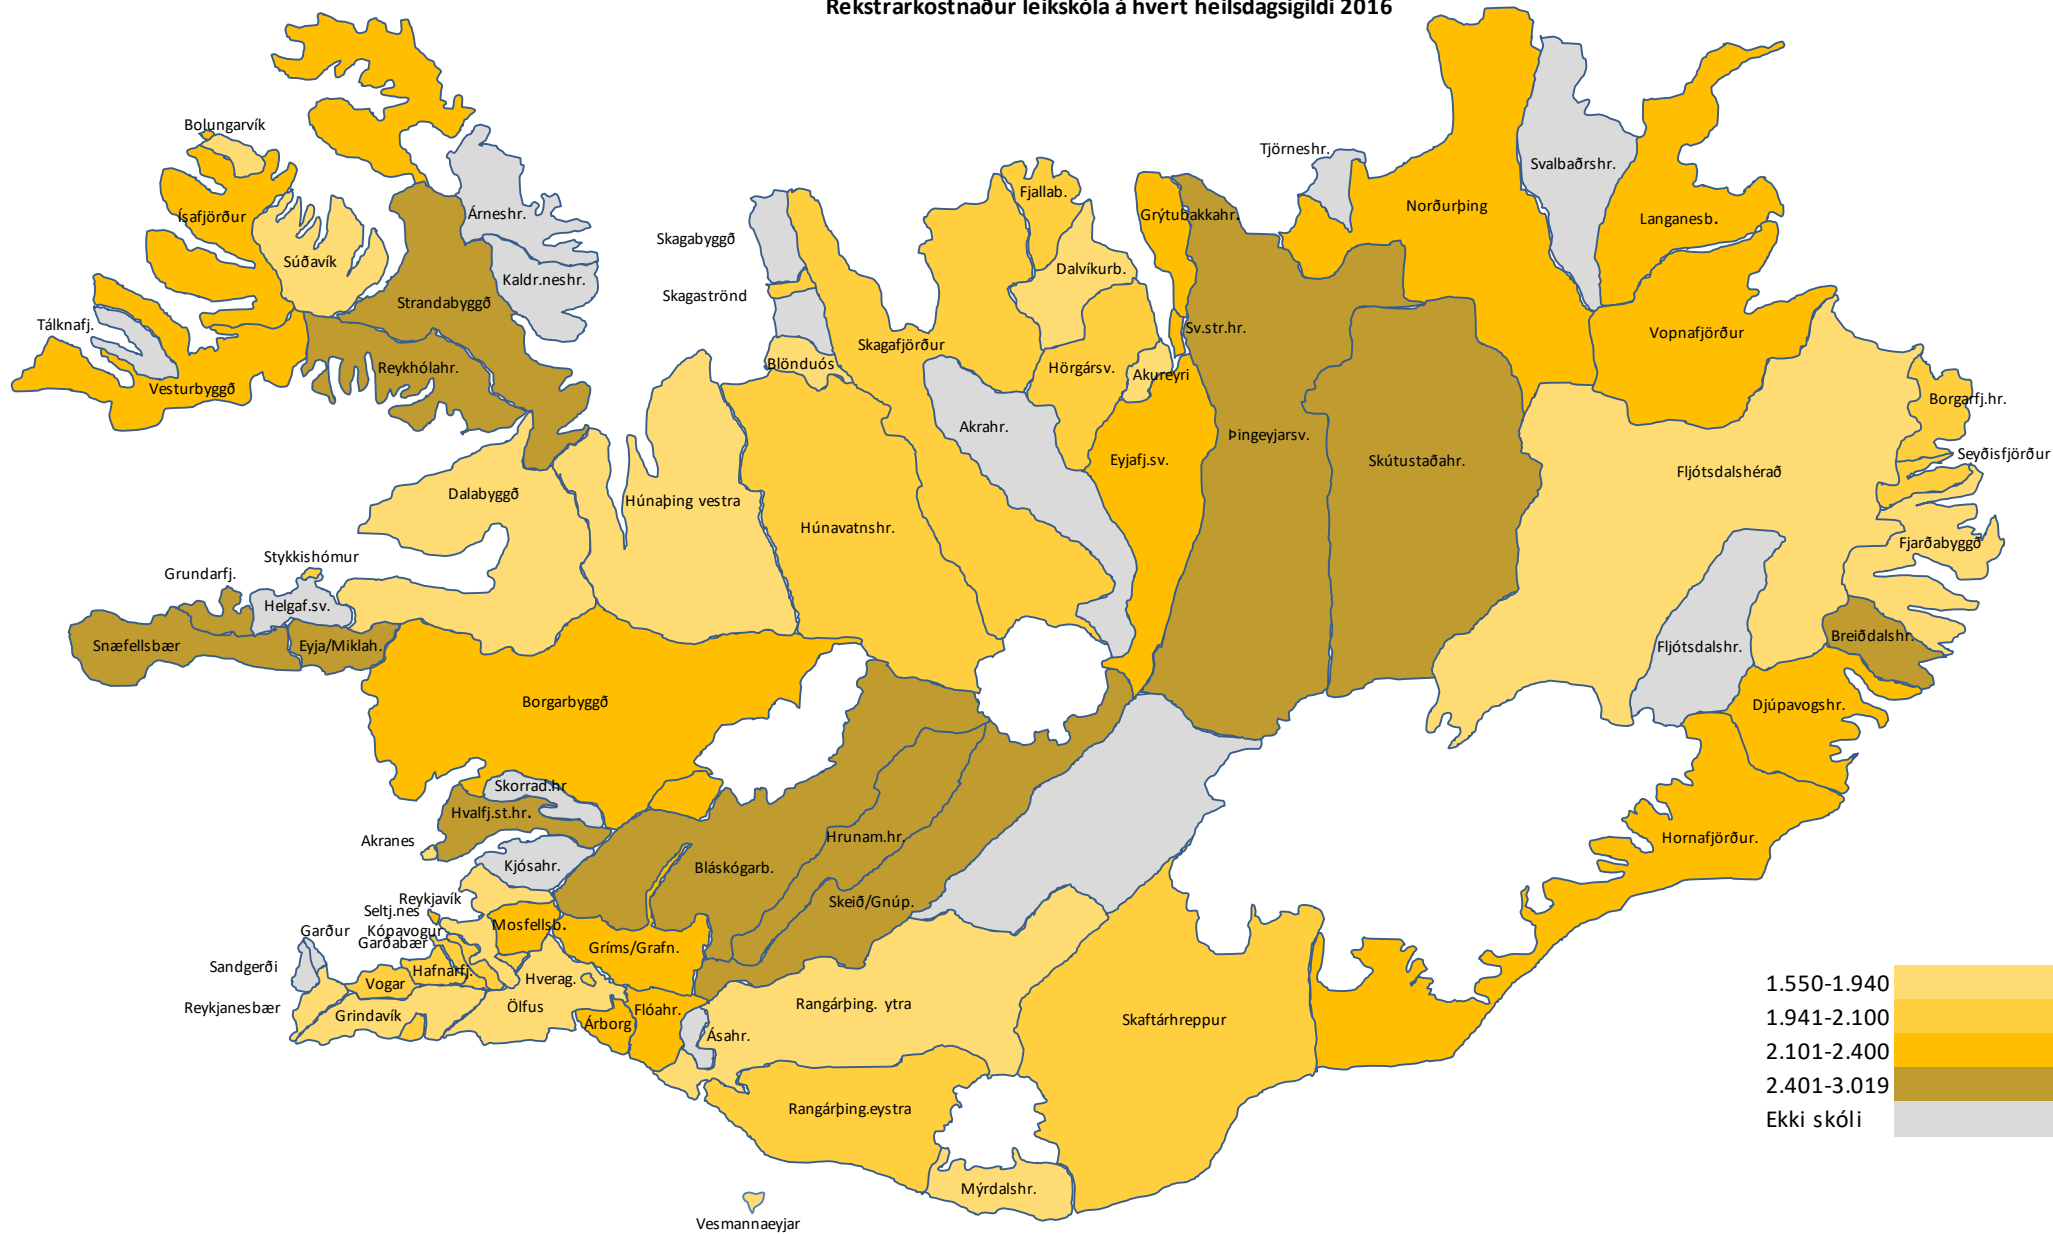 Rekstrarkostnaður leikskóla á hvert heilsdagsígildi 2016
Bolungarvík
Ísafjörður
Súðavík
Árneshr.
Kaldr.neshr.
Strandabyggð
Tálknafj.
Vesturbyggð
Reykhólahr.
Skagabyggð
Skagaströnd
Blönduós
Skagafjörður
Fjallab.
Dalvíkurb.
Hörgársv.
Akureyri
Grýtubakkahr.
Sv.str.hr.
Tjörneshr.
Norðurþing
Svalbaðrshr.
Langanesb.
Vopnafjörður
Akrahr.
Eyjafj.sv.
Þingeyjarsv.
Skútustaðahr.
Fljótsdalshérað
Borgarfj.hr.
Seyðisfjörður
Fjarðabyggð
Breiðdalshr.
Fljótsdalshr.
Djúpavogshr.
Hornafjörður.
Dalabyggð
Húnaþing vestra
Húnavatnshr.
Stykkishómur
Grundarfj.
Helgaf.sv.
Snæfellsbær
Eyja/Miklah.
Borgarbyggð
Skorrad.hr
Hvalfj.st.hr.
Akranes
Kjósahr.
Hrunam.hr.
Bláskógarb.
Skeið/Gnúp.
Reykjavík
Seltj.nes
Kópavogur
Garðabær
Mosfellsb.
Garður
Sandgerði
Reykjanesbær
Vogar
Hafnarfj.
Grindavík
Hverag.
Ölfus
Gríms/Grafn.
Árborg
Flóahr.
Ásahr.
Rangárþing. ytra
Skaftárhreppur
Rangárþing.eystra
Mýrdalshr.
Vesmannaeyjar
1.550-1.940
1.941-2.100
2.101-2.400
2.401-3.019
Ekki skóli